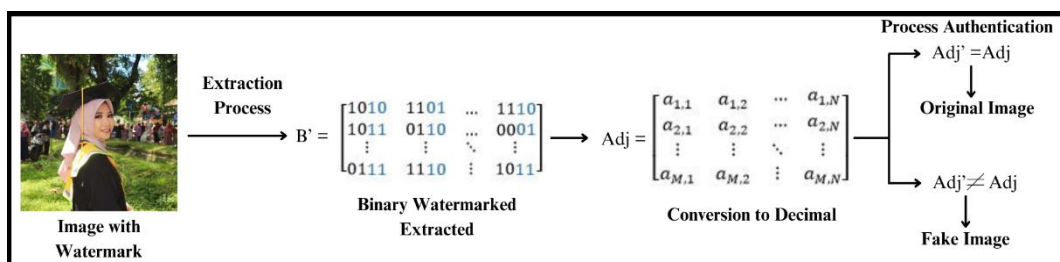 Process Authentication
Adj' =Adj
Original Image
Extraction
Process
B' = [1010 1101 ... 1110
1011 0110 ... 0001
⋮ ⋮ ⋱ ⋮
0111 1110 ⋮ 1011]
Adj = [a1,1 a1,2 ⋯ a1,N
a2,1 a2,2 ⋯ a2,N
⋮ ⋮ ⋱ ⋮
aM,1 aM,2 ⋮ aM,N]
Adj'≠ Adj
Fake Image
Image with
Watermark
Binary Watermarked
Extracted
Conversion to Decimal